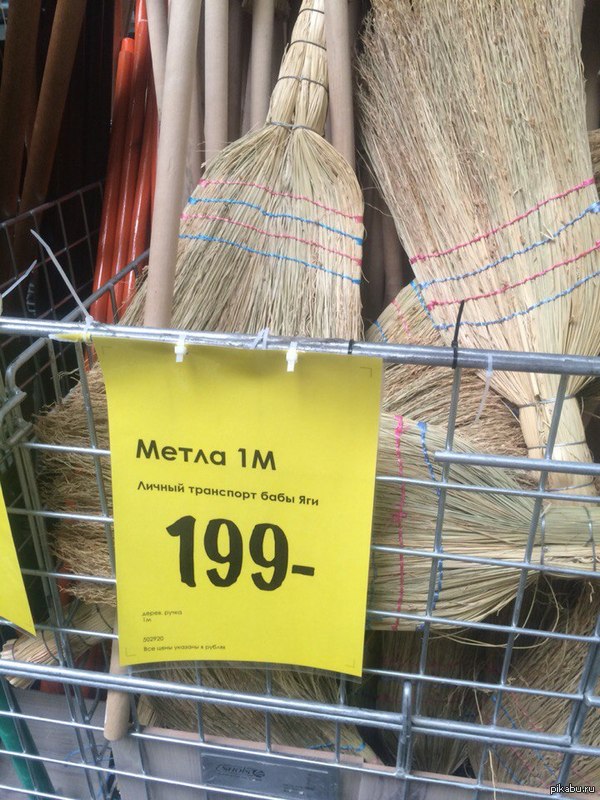 Метла 1М
Личный транспорт бабы Яги
199-
дерев. ручка
1м
502920
Все цены указаны в рублях
pikabu.ru